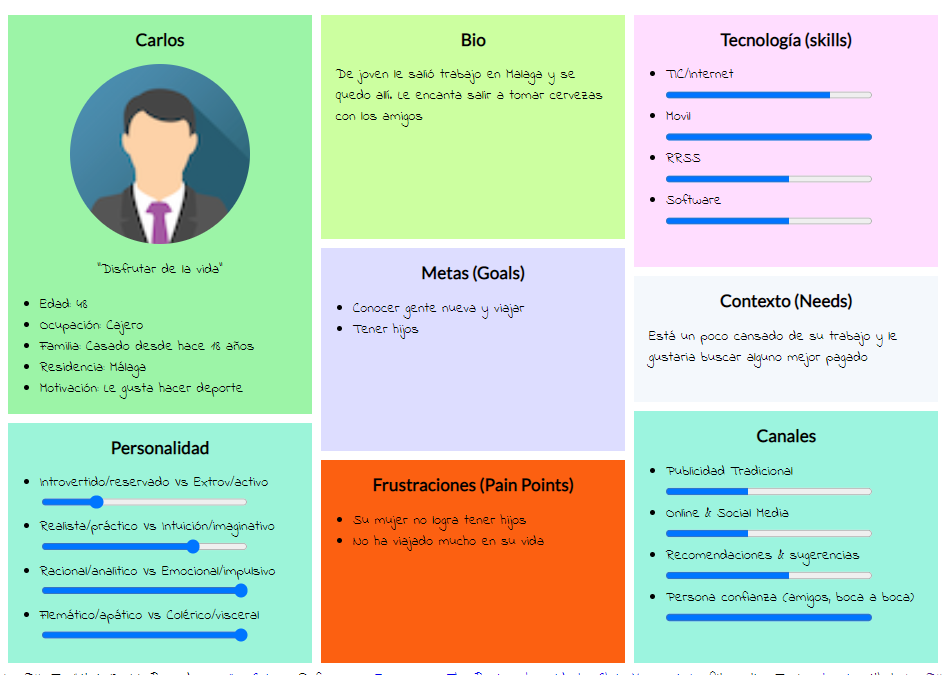 Carlos
"Disfrutar de la vida"
Edad: 48
Ocupación: Cajero
Familia: Casado desde hace 18 años
Residencia: Málaga
Motivación: Le gusta hacer deporte
Personalidad
Introvertido/reservado Vs Extrov/activo
Realista/práctico Vs Intuición/imaginativo
Racional/analítico Vs Emocional/impulsivo
Flemático/apático Vs Colérico/visceral
Bio
De joven le salió trabajo en Malaga y se
quedo allí. Le encanta salir a tomar cervezas
con los amigos
Metas (Goals)
Conocer gente nueva y viajar
Tener hijos
Frustraciones (Pain Points)
Su mujer no logra tener hijos
No ha viajado mucho en su vida
Tecnología (skills)
TIC/Internet
Movil
RRSS
Software
Contexto (Needs)
Está un poco cansado de su trabajo y le
gustaria buscar alguno mejor pagado
Canales
Publicidad Tradicional
Online & Social Media
Recomendaciones & sugerencias
Persona confianza (amigos, boca a boca)